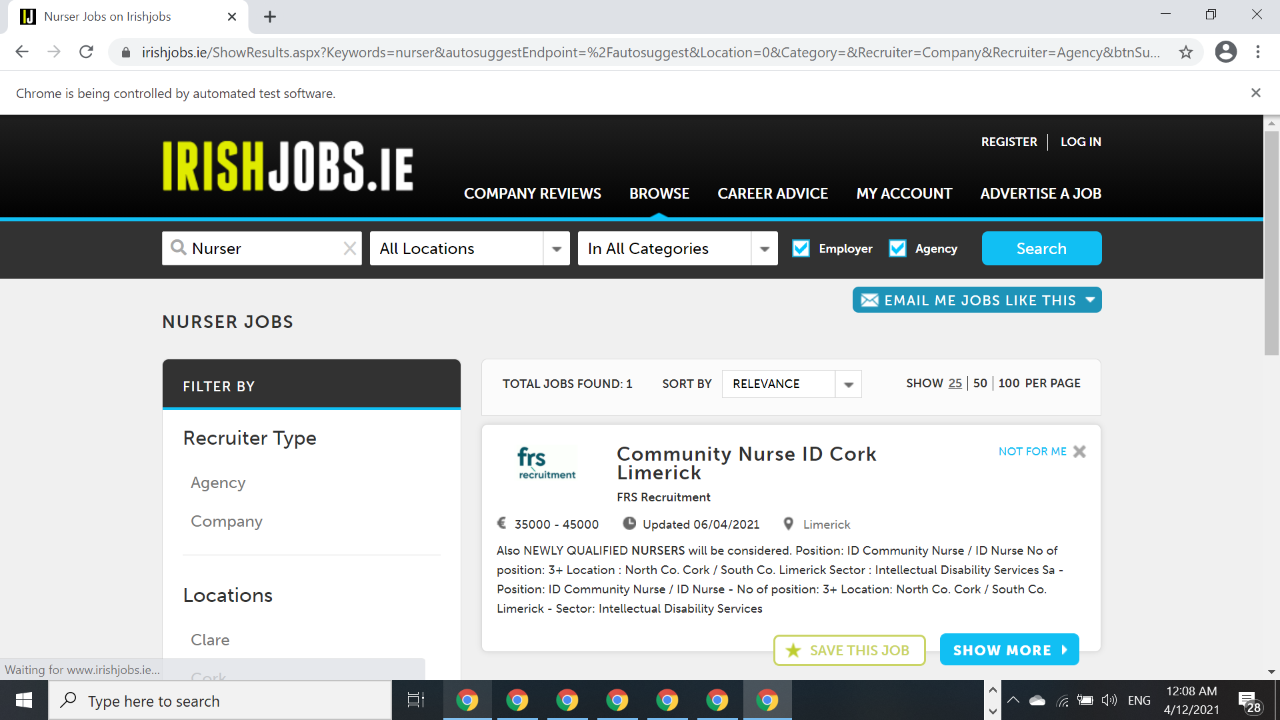 Nurser Jobs on Irishjobs
irishjobs.ie/ShowResults.aspx?Keywords=nurser&autosuggestEndpoint=%2Fautosuggest&Location=0&Category=&Recruiter=Company&Recruiter=Agency&btnSu...
Chrome is being controlled by automated test software.
REGISTER LOG IN
IRISHJOBS.IE
COMPANY REVIEWS BROWSE CAREER ADVICE MY ACCOUNT ADVERTISE A JOB
Nurser All Locations In All Categories Employer Agency Search
EMAIL ME JOBS LIKE THIS
NURSER JOBS
FILTER BY
Recruiter Type
Agency
Company
Locations
Clare
Cork
TOTAL JOBS FOUND: 1 SORT BY RELEVANCE SHOW 25 50 100 PER PAGE
frs
recruitment
Community Nurse ID Cork
Limerick
NOT FOR ME
FRS Recruitment
€ 35000 - 45000 Updated 06/04/2021 Limerick
Also NEWLY QUALIFIED NURSERS will be considered. Position: ID Community Nurse / ID Nurse No of
position: 3+ Location : North Co. Cork / South Co. Limerick Sector : Intellectual Disability Services Sa -
Position: ID Community Nurse / ID Nurse - No of position: 3+ Location: North Co. Cork / South Co.
Limerick - Sector: Intellectual Disability Services
SAVE THIS JOB SHOW MORE
Waiting for www.irishjobs.ie...
Type here to search
ENG
12:08 AM
4/12/2021
28